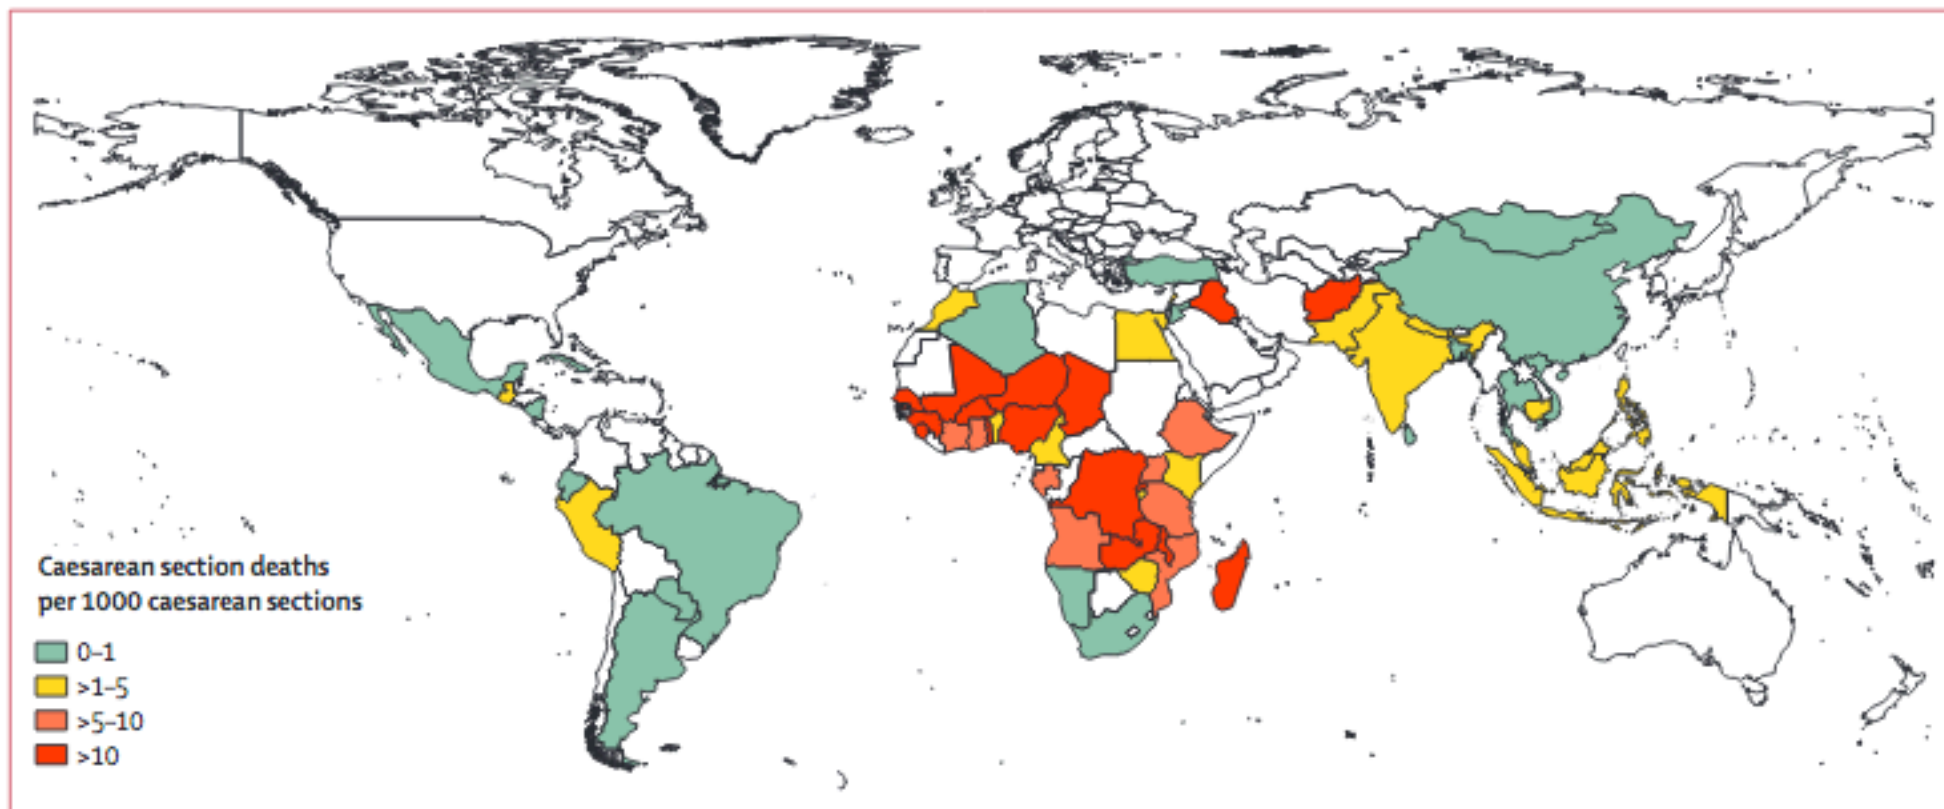 Caesarean section deaths
per 1000 caesarean sections
0–1
>1–5
>5–10
>10